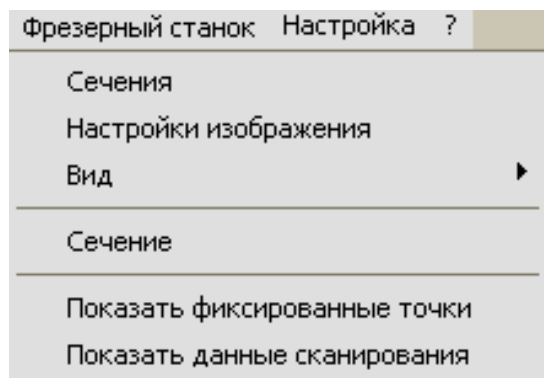 Фрезерный станок Настройка ?
Сечения
Настройки изображения
Вид
Сечение
Показать фиксированные точки
Показать данные сканирования